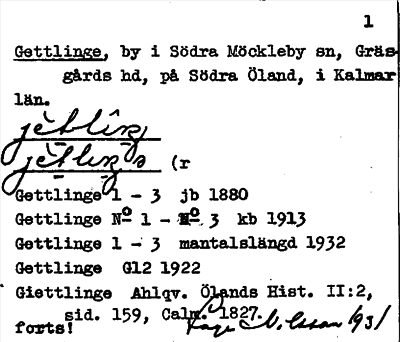 1
Gettlinge, by i Södra Möckleby sn, Gräs-
gårds hd, på Södra Öland, i Kalmar
län.
(r
Gettlinge 1 - 3 jb 1880
Gettlinge No 1 - No 3 kb 1913
Gettlinge 1 - 3 mantalslängd 1932
Gettlinge Gl2 1922
Giettlinge Ahlqv. Ölands Hist. II:2,
sid. 159, Calm. 1827.
forts! Nilsson 1931